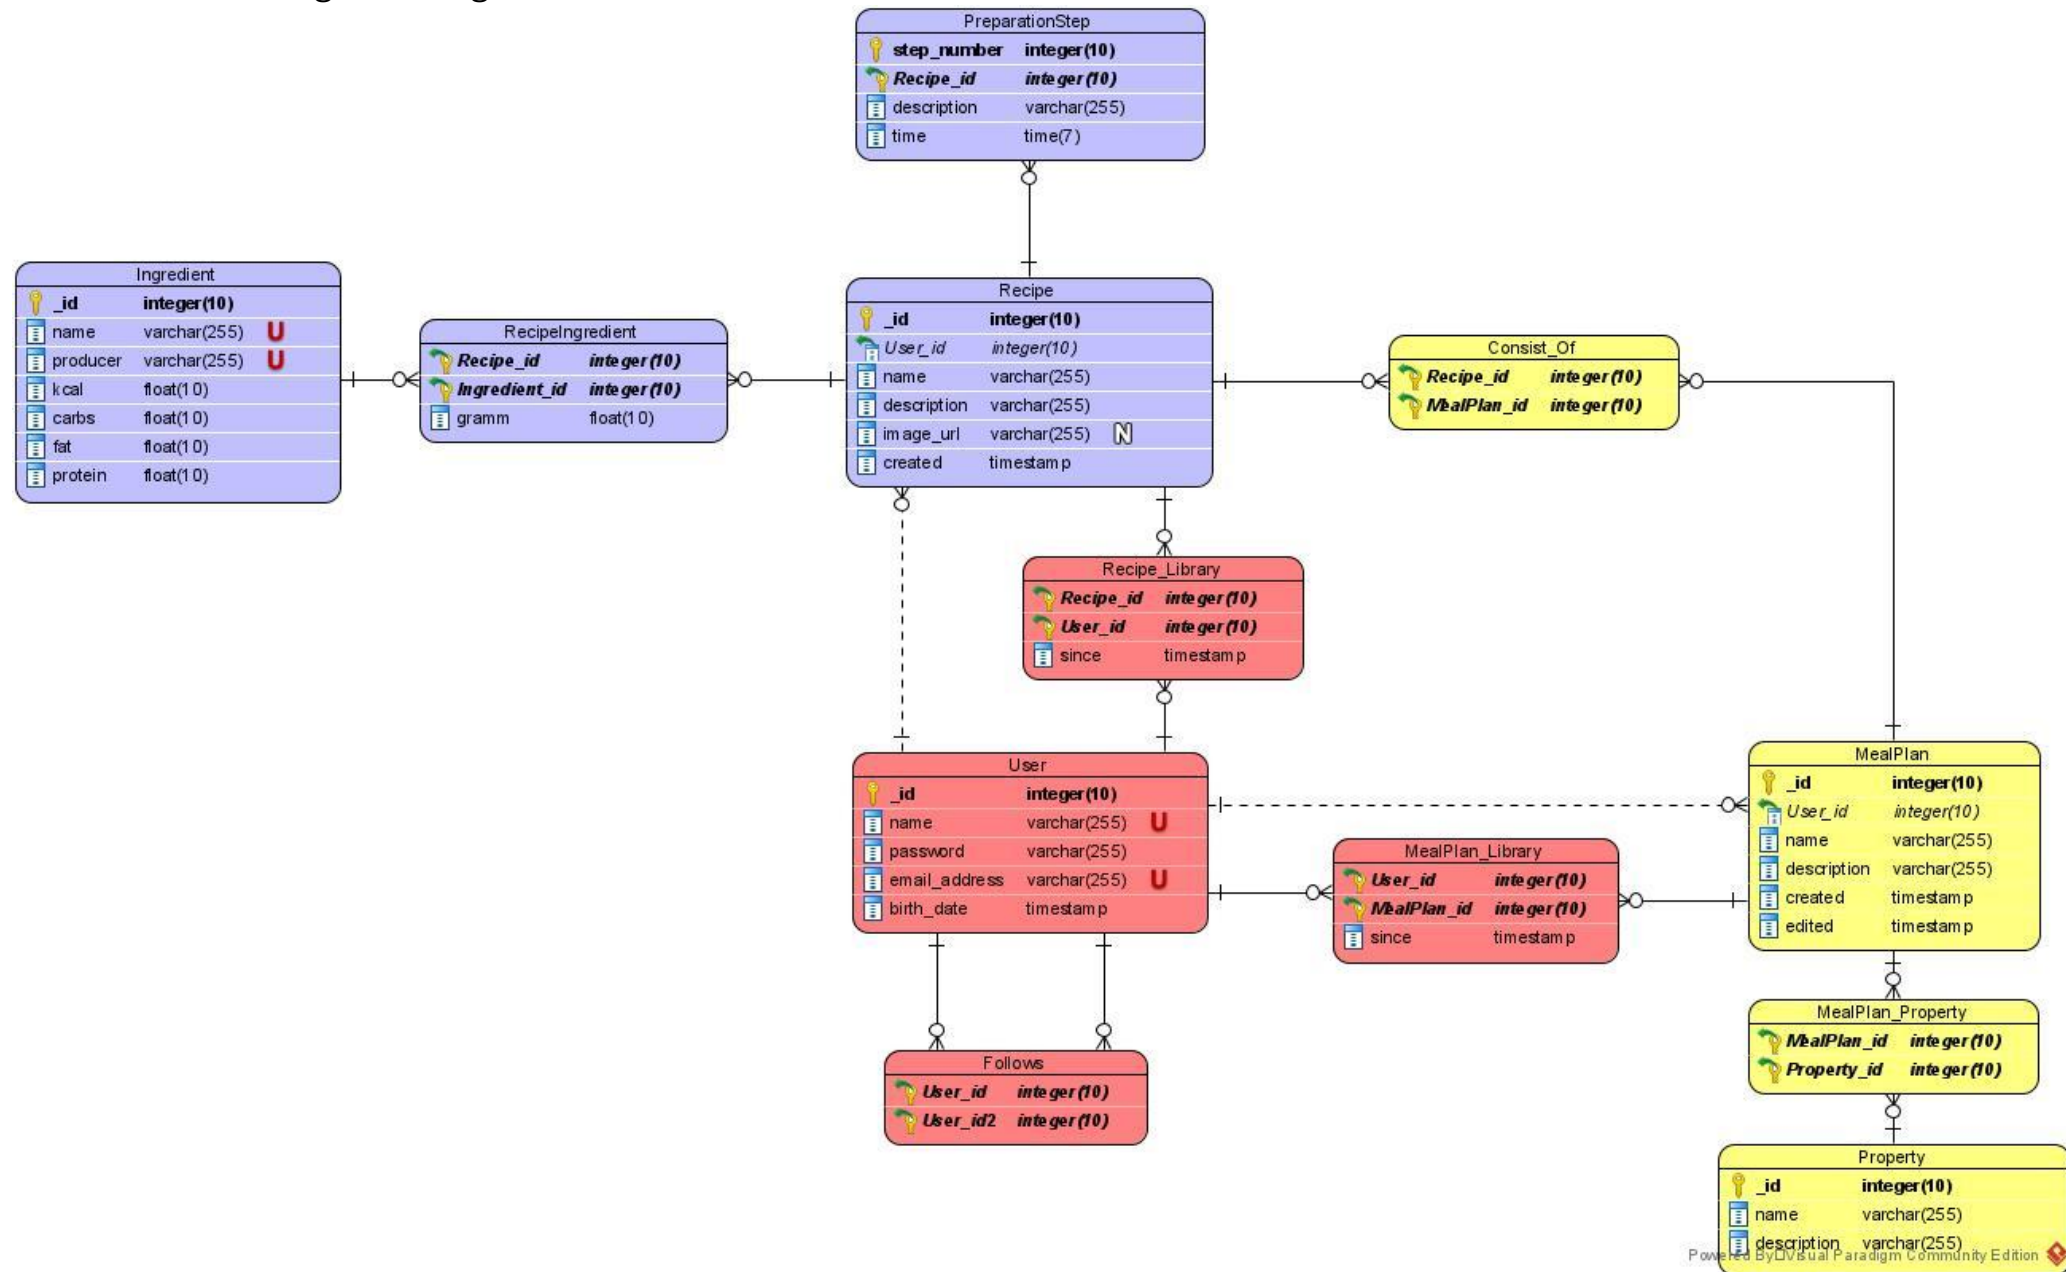 PreparationStep
step_number integer(10)
Recipe_id integer(10)
description varchar(255)
time time(7)
Ingredient
_id integer(10)
name varchar(255) U
producer varchar(255) U
kcal float(10)
carbs float(10)
fat float(10)
protein float(10)
RecipeIngredient
Recipe_id integer(10)
Ingredient_id integer(10)
gramm float(10)
Recipe
_id integer(10)
User_id integer(10)
name varchar(255)
description varchar(255)
image_url varchar(255) N
created timestamp
Consist_Of
Recipe_id integer(10)
MealPlan_id integer(10)
Recipe_Library
Recipe_id integer(10)
User_id integer(10)
since timestamp
User
_id integer(10)
name varchar(255) U
password varchar(255)
email_address varchar(255) U
birth_date timestamp
MealPlan
_id integer(10)
User_id integer(10)
name varchar(255)
description varchar(255)
created timestamp
edited timestamp
MealPlan_Library
User_id integer(10)
MealPlan_id integer(10)
since timestamp
Follows
User_id integer(10)
User_id2 integer(10)
MealPlan_Property
MealPlan_id integer(10)
Property_id integer(10)
Property
_id integer(10)
name varchar(255)
description varchar(255)
Powered By Visual Paradigm Community Edition